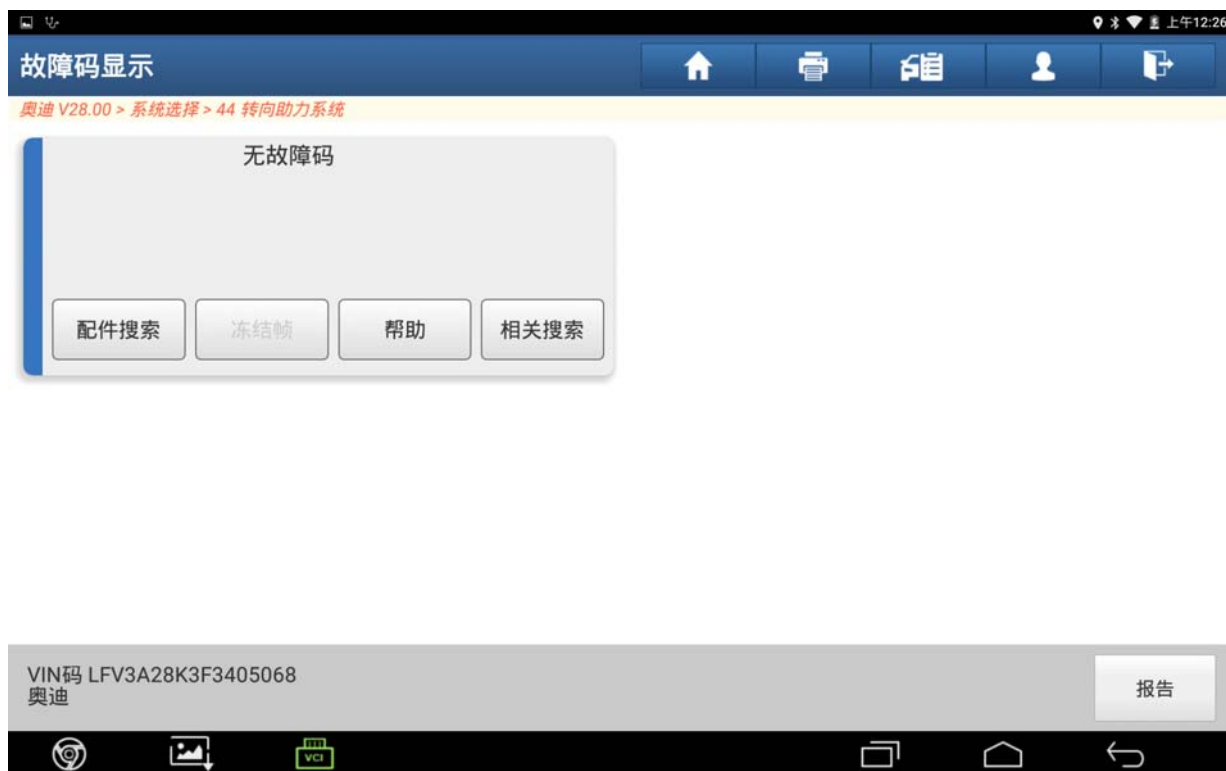 上午12:26
故障码显示
奥迪 V28.00 > 系统选择 > 44 转向助力系统
无故障码
配件搜索
冻结帧
帮助
相关搜索
VIN码 LFV3A28K3F3405068
奥迪
报告
VCI